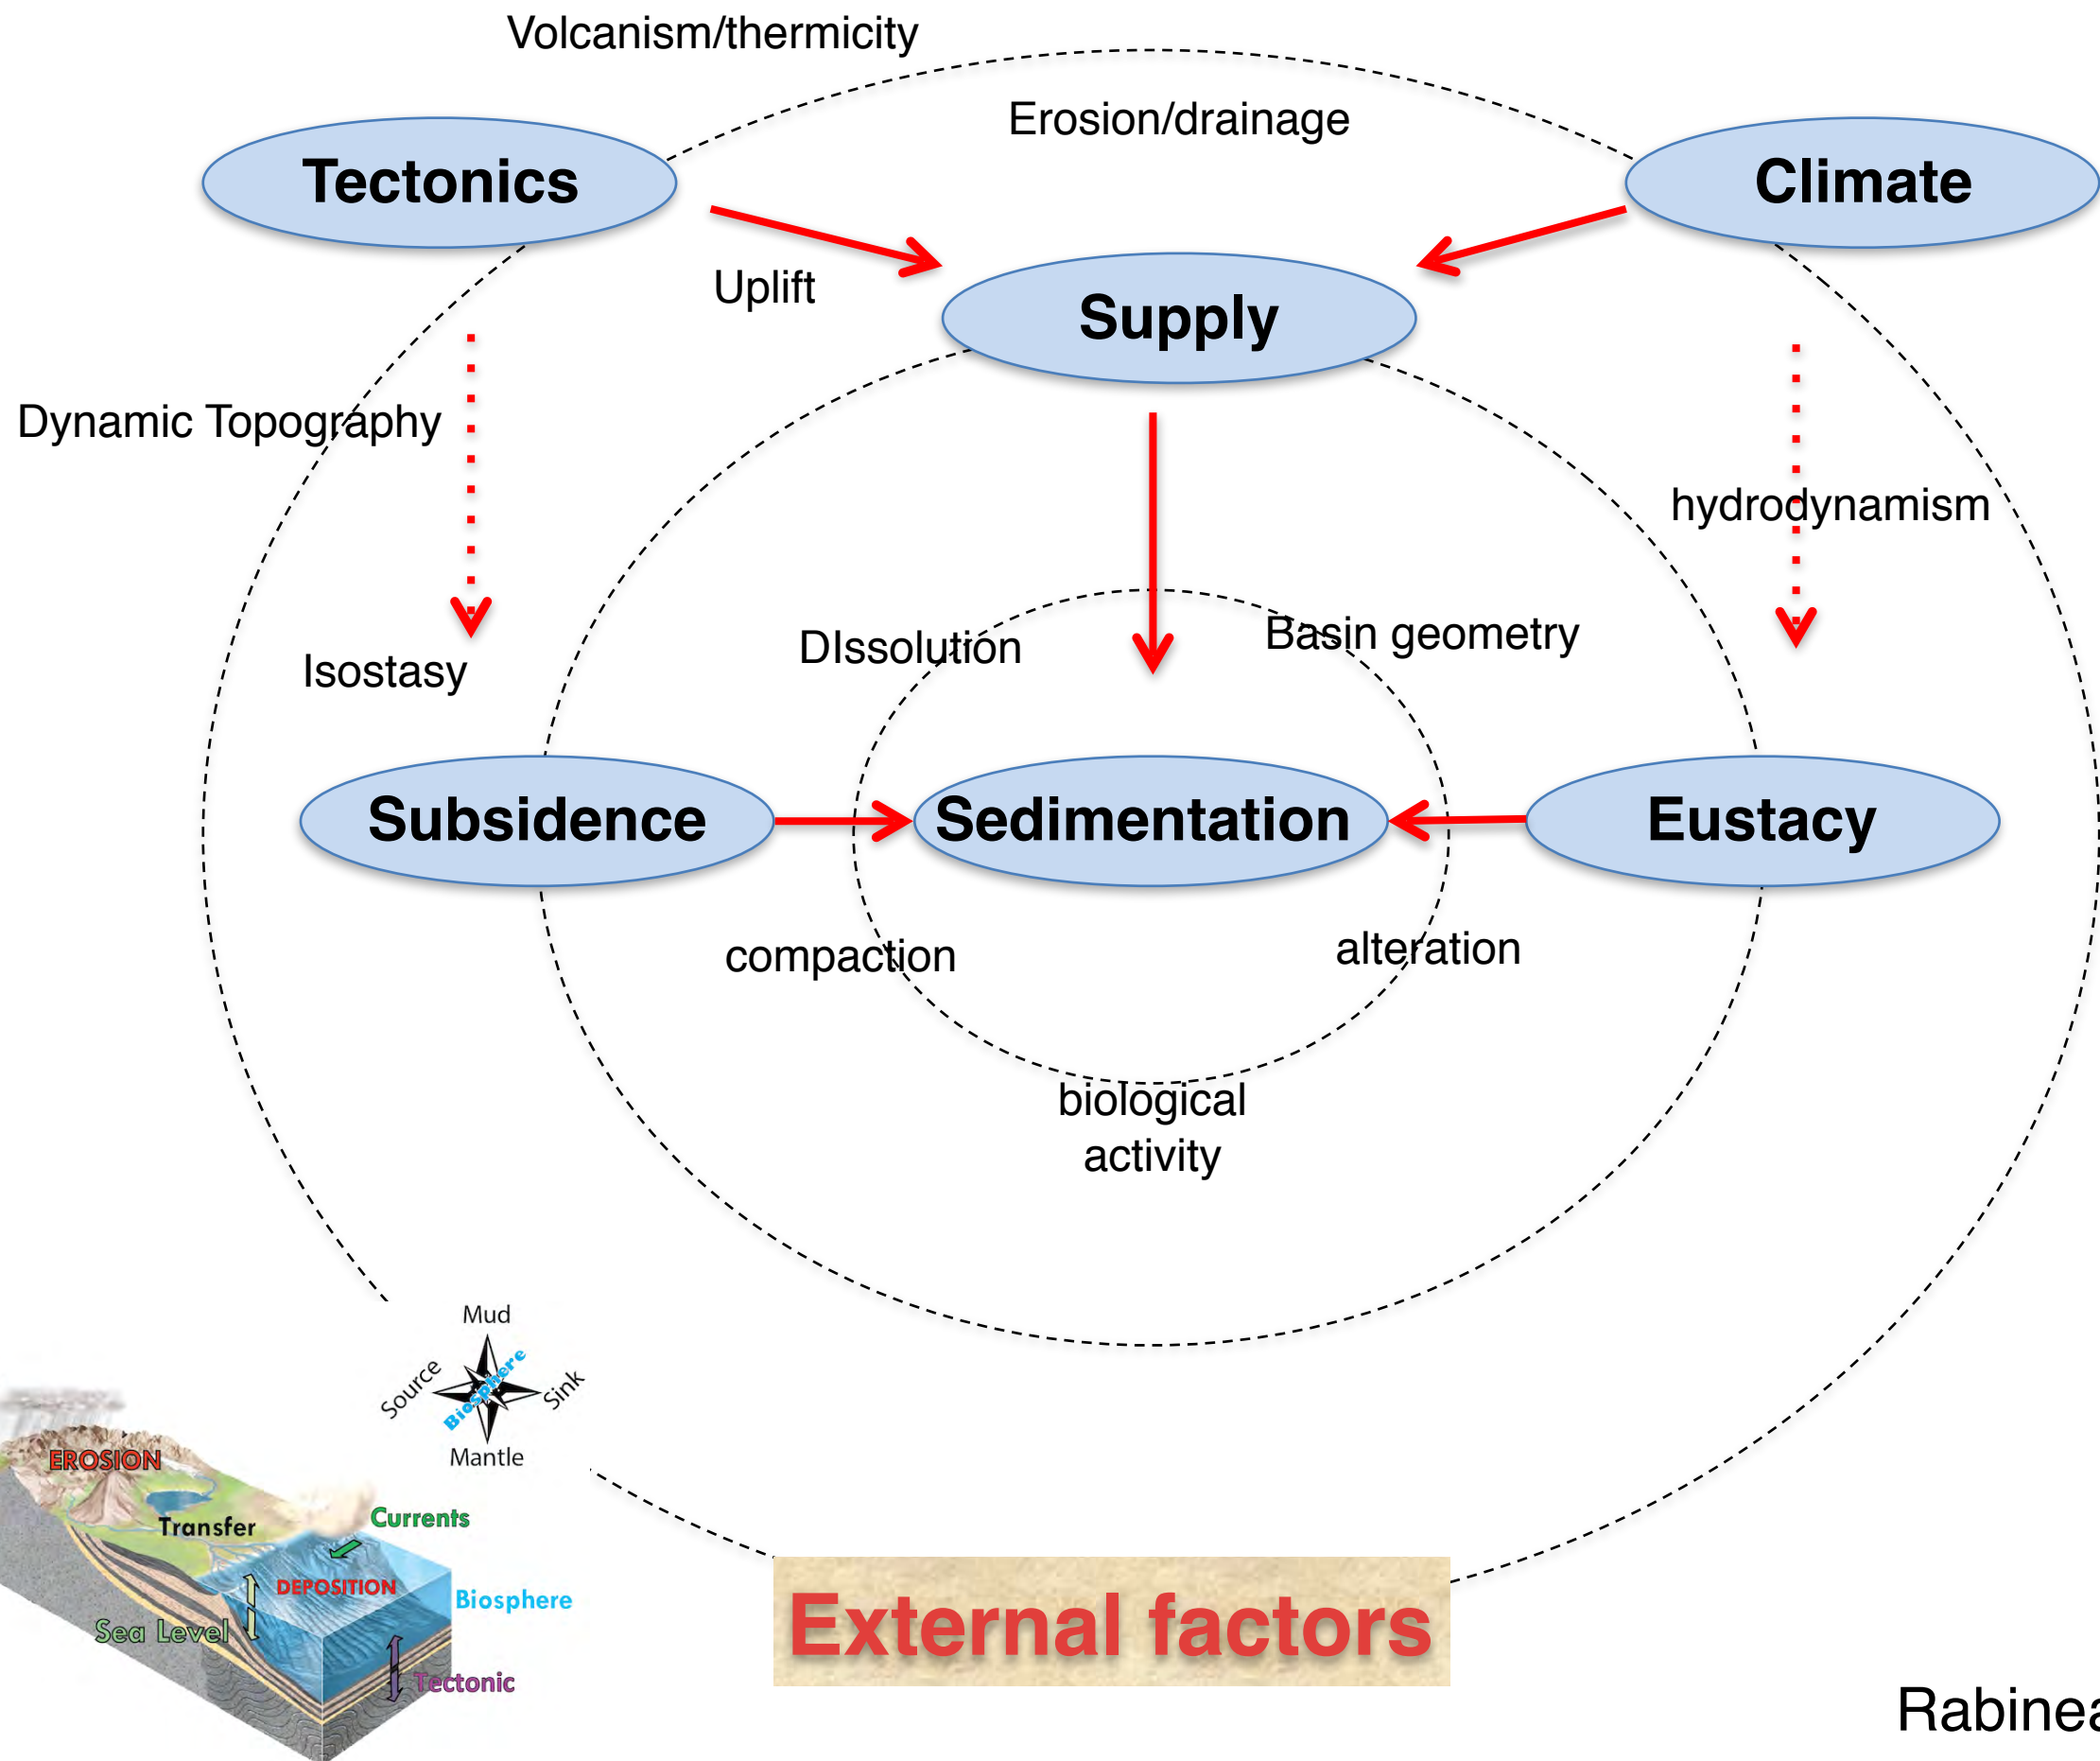 Volcanism/thermicity
Erosion/drainage
Tectonics
Climate
Uplift
Supply
Dynamic Topography
hydrodynamism
DIssolution
Basin geometry
Isostasy
Subsidence
Sedimentation
Eustacy
compaction
alteration
biological
activity
Mud
Source
Biosphere
Sink
Mantle
EROSION
Transfer
Currents
DEPOSITION
Biosphere
Sea Level
Tectonic
External factors